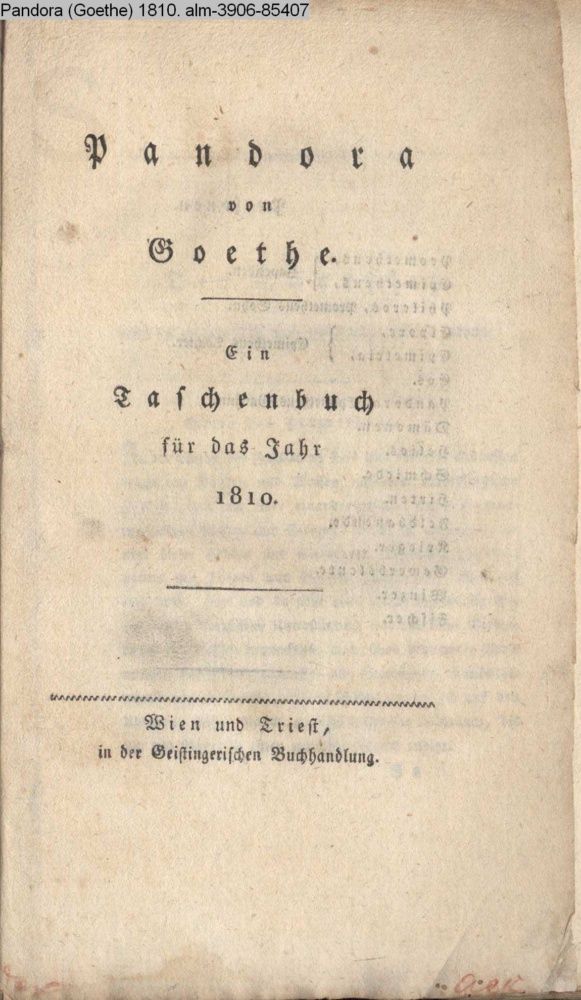 Pandora (Goethe) 1810. alm-3906-85407
Pandora
von
Goethe.
Ein
Taschenbuch
für das Jahr
1810.
Wien und Triest,
in der Geistingerischen Buchhandlung.